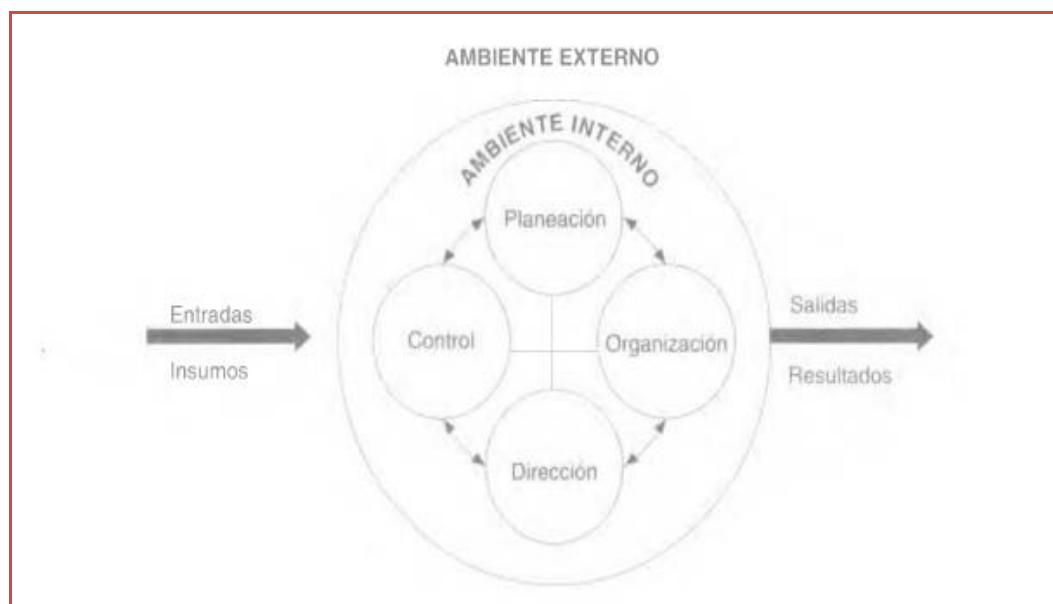 AMBIENTE EXTERNO
AMBIENTE INTERNO
Planeación
Entradas
Insumos
Control
Organización
Salidas
Resultados
Dirección